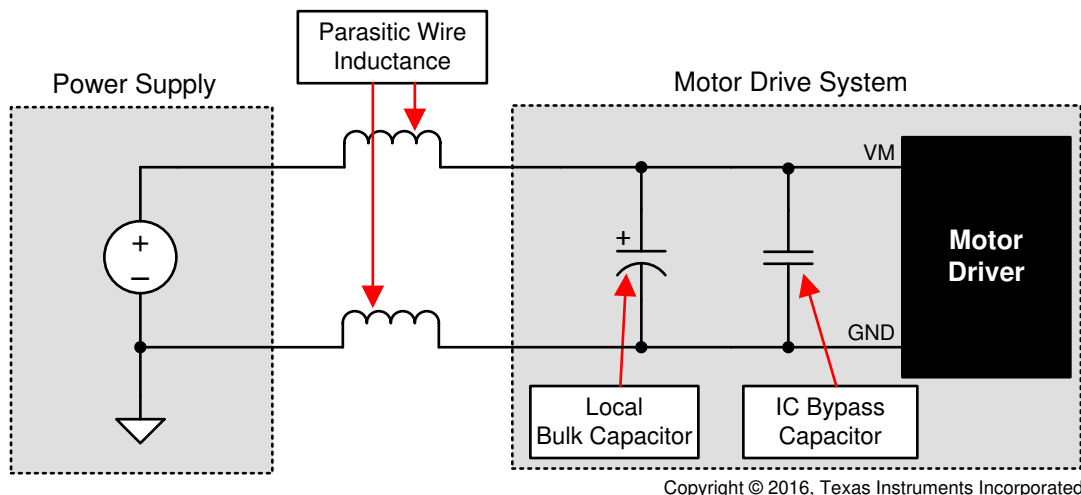 Parasitic Wire
Inductance
Power Supply
Motor Drive System
VM
+
–
+
Motor
Driver
GND
Local
Bulk Capacitor
IC Bypass
Capacitor
Copyright © 2016, Texas Instruments Incorporated